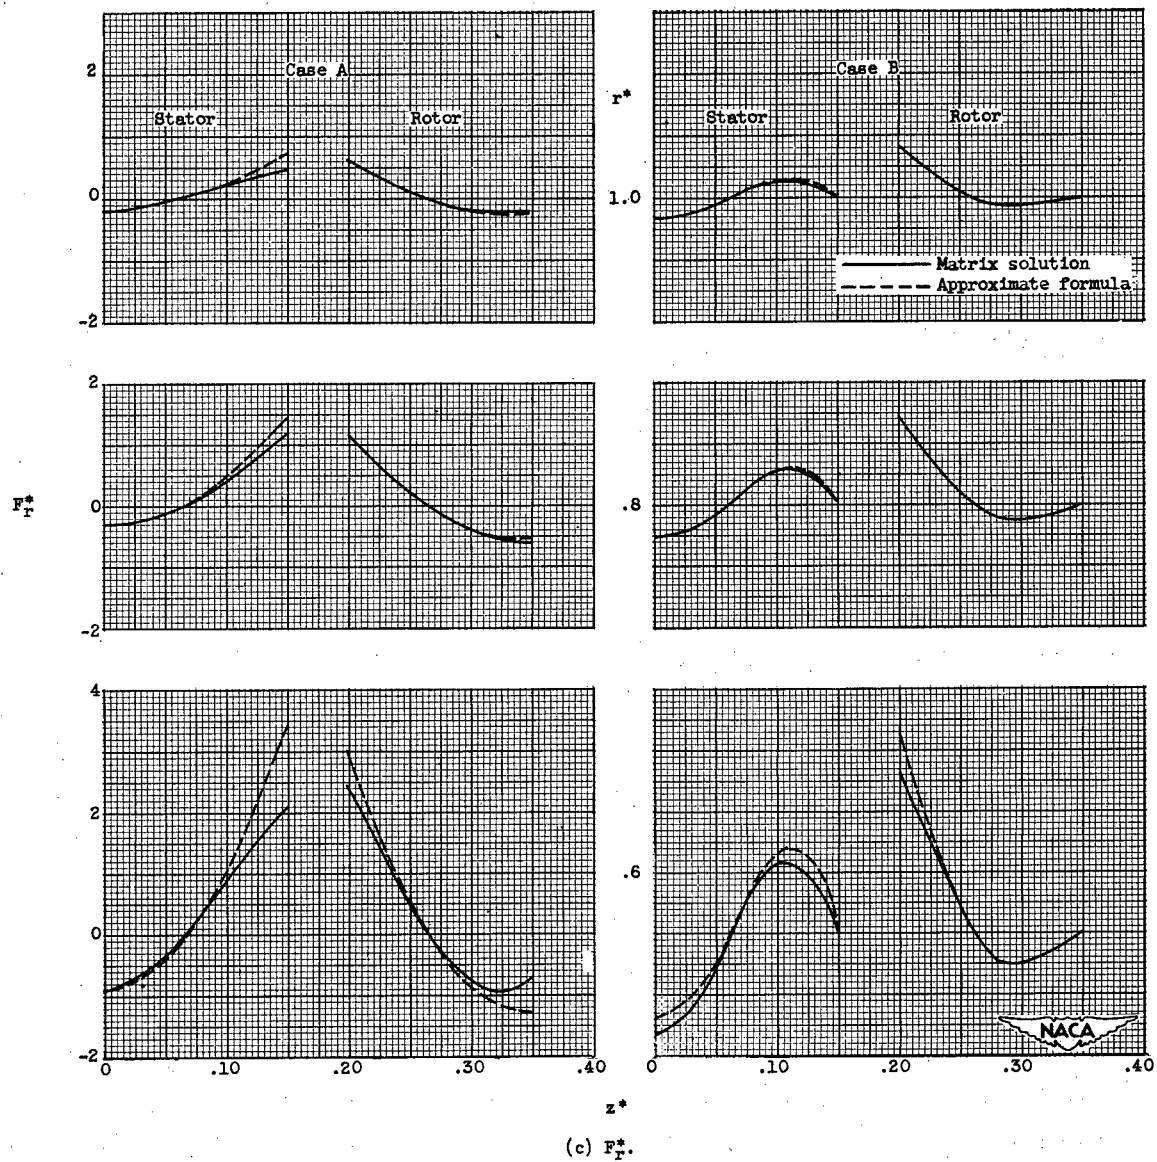 2
Case A
Case B
r*
Stator
Rotor
Stator
Rotor
0
1.0
Matrix solution
Approximate formula
-2
2
F*r
0
.8
-2
4
2
.6
0
NACA
-2
0 .10 .20 .30 .40
0 .10 .20 .30 .40
z*
(c) F*r.